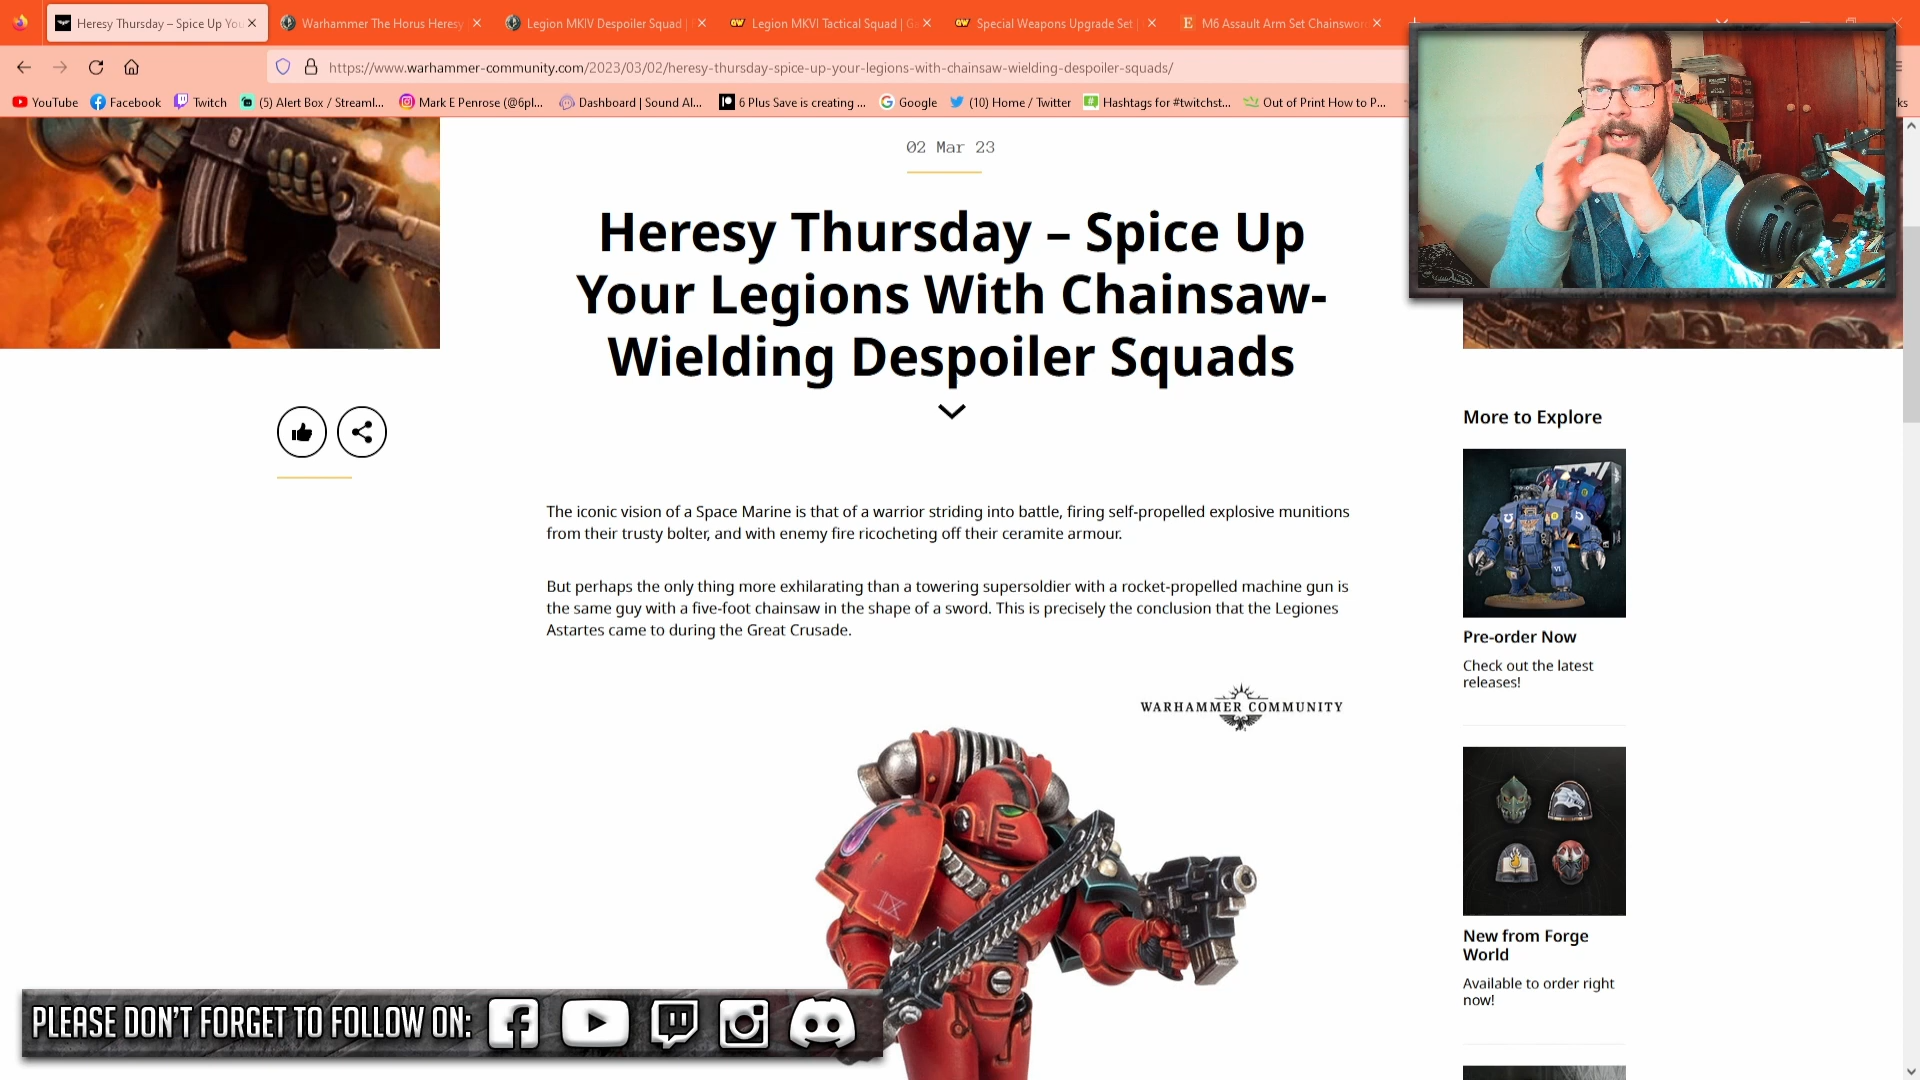 Heresy Thursday – Spice Up You
Warhammer The Horus Heresy
Legion MKIV Despoiler Squad |
Legion MKVI Tactical Squad | G
Special Weapons Upgrade Set |
M6 Assault Arm Set Chainswor
https://www.warhammer-community.com/2023/03/02/heresy-thursday-spice-up-your-legions-with-chainsaw-wielding-despoiler-squads/
YouTube Facebook Twitch (5) Alert Box / Streaml... Mark E Penrose (@6pl... Dashboard | Sound Al... 6 Plus Save is creating ... Google (10) Home / Twitter Hashtags for #twitchst... Out of Print How to P... ks
02 Mar 23
Heresy Thursday – Spice Up
Your Legions With Chainsaw-
Wielding Despoiler Squads
The iconic vision of a Space Marine is that of a warrior striding into battle, firing self-propelled explosive munitions
from their trusty bolter, and with enemy fire ricocheting off their ceramite armour.
But perhaps the only thing more exhilarating than a towering supersoldier with a rocket-propelled machine gun is
the same guy with a five-foot chainsaw in the shape of a sword. This is precisely the conclusion that the Legiones
Astartes came to during the Great Crusade.
WARHAMMER COMMUNITY
IX
More to Explore
Pre-order Now
Check out the latest
releases!
New from Forge
World
Available to order right
now!
PLEASE DON'T FORGET TO FOLLOW ON: